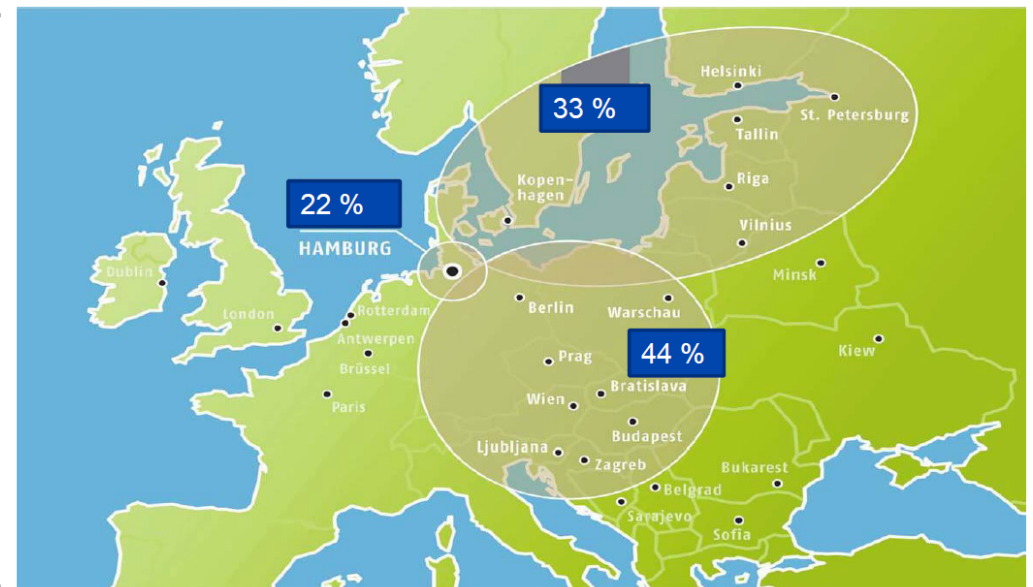 Helsinki
33 %
St. Petersburg
Tallin
Kopen-
hagen
Riga
22 %
Vilnius
HAMBURG
Minsk
Dublin
Berlin
Warschau
London
Rotterdam
Antwerpen
Brüssel
Prag
44 %
Kiew
Bratislava
Paris
Wien
Budapest
Ljubljana
Zagreb
Bukarest
Belgrad
Sarajevo
Sofia